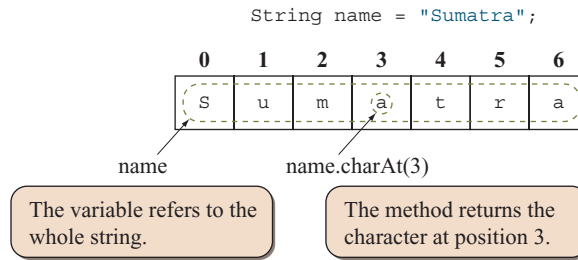 String name = "Sumatra";
0 1 2 3 4 5 6
S u m a t r a
name name.charAt(3)
The variable refers to the
whole string.
The method returns the
character at position 3.